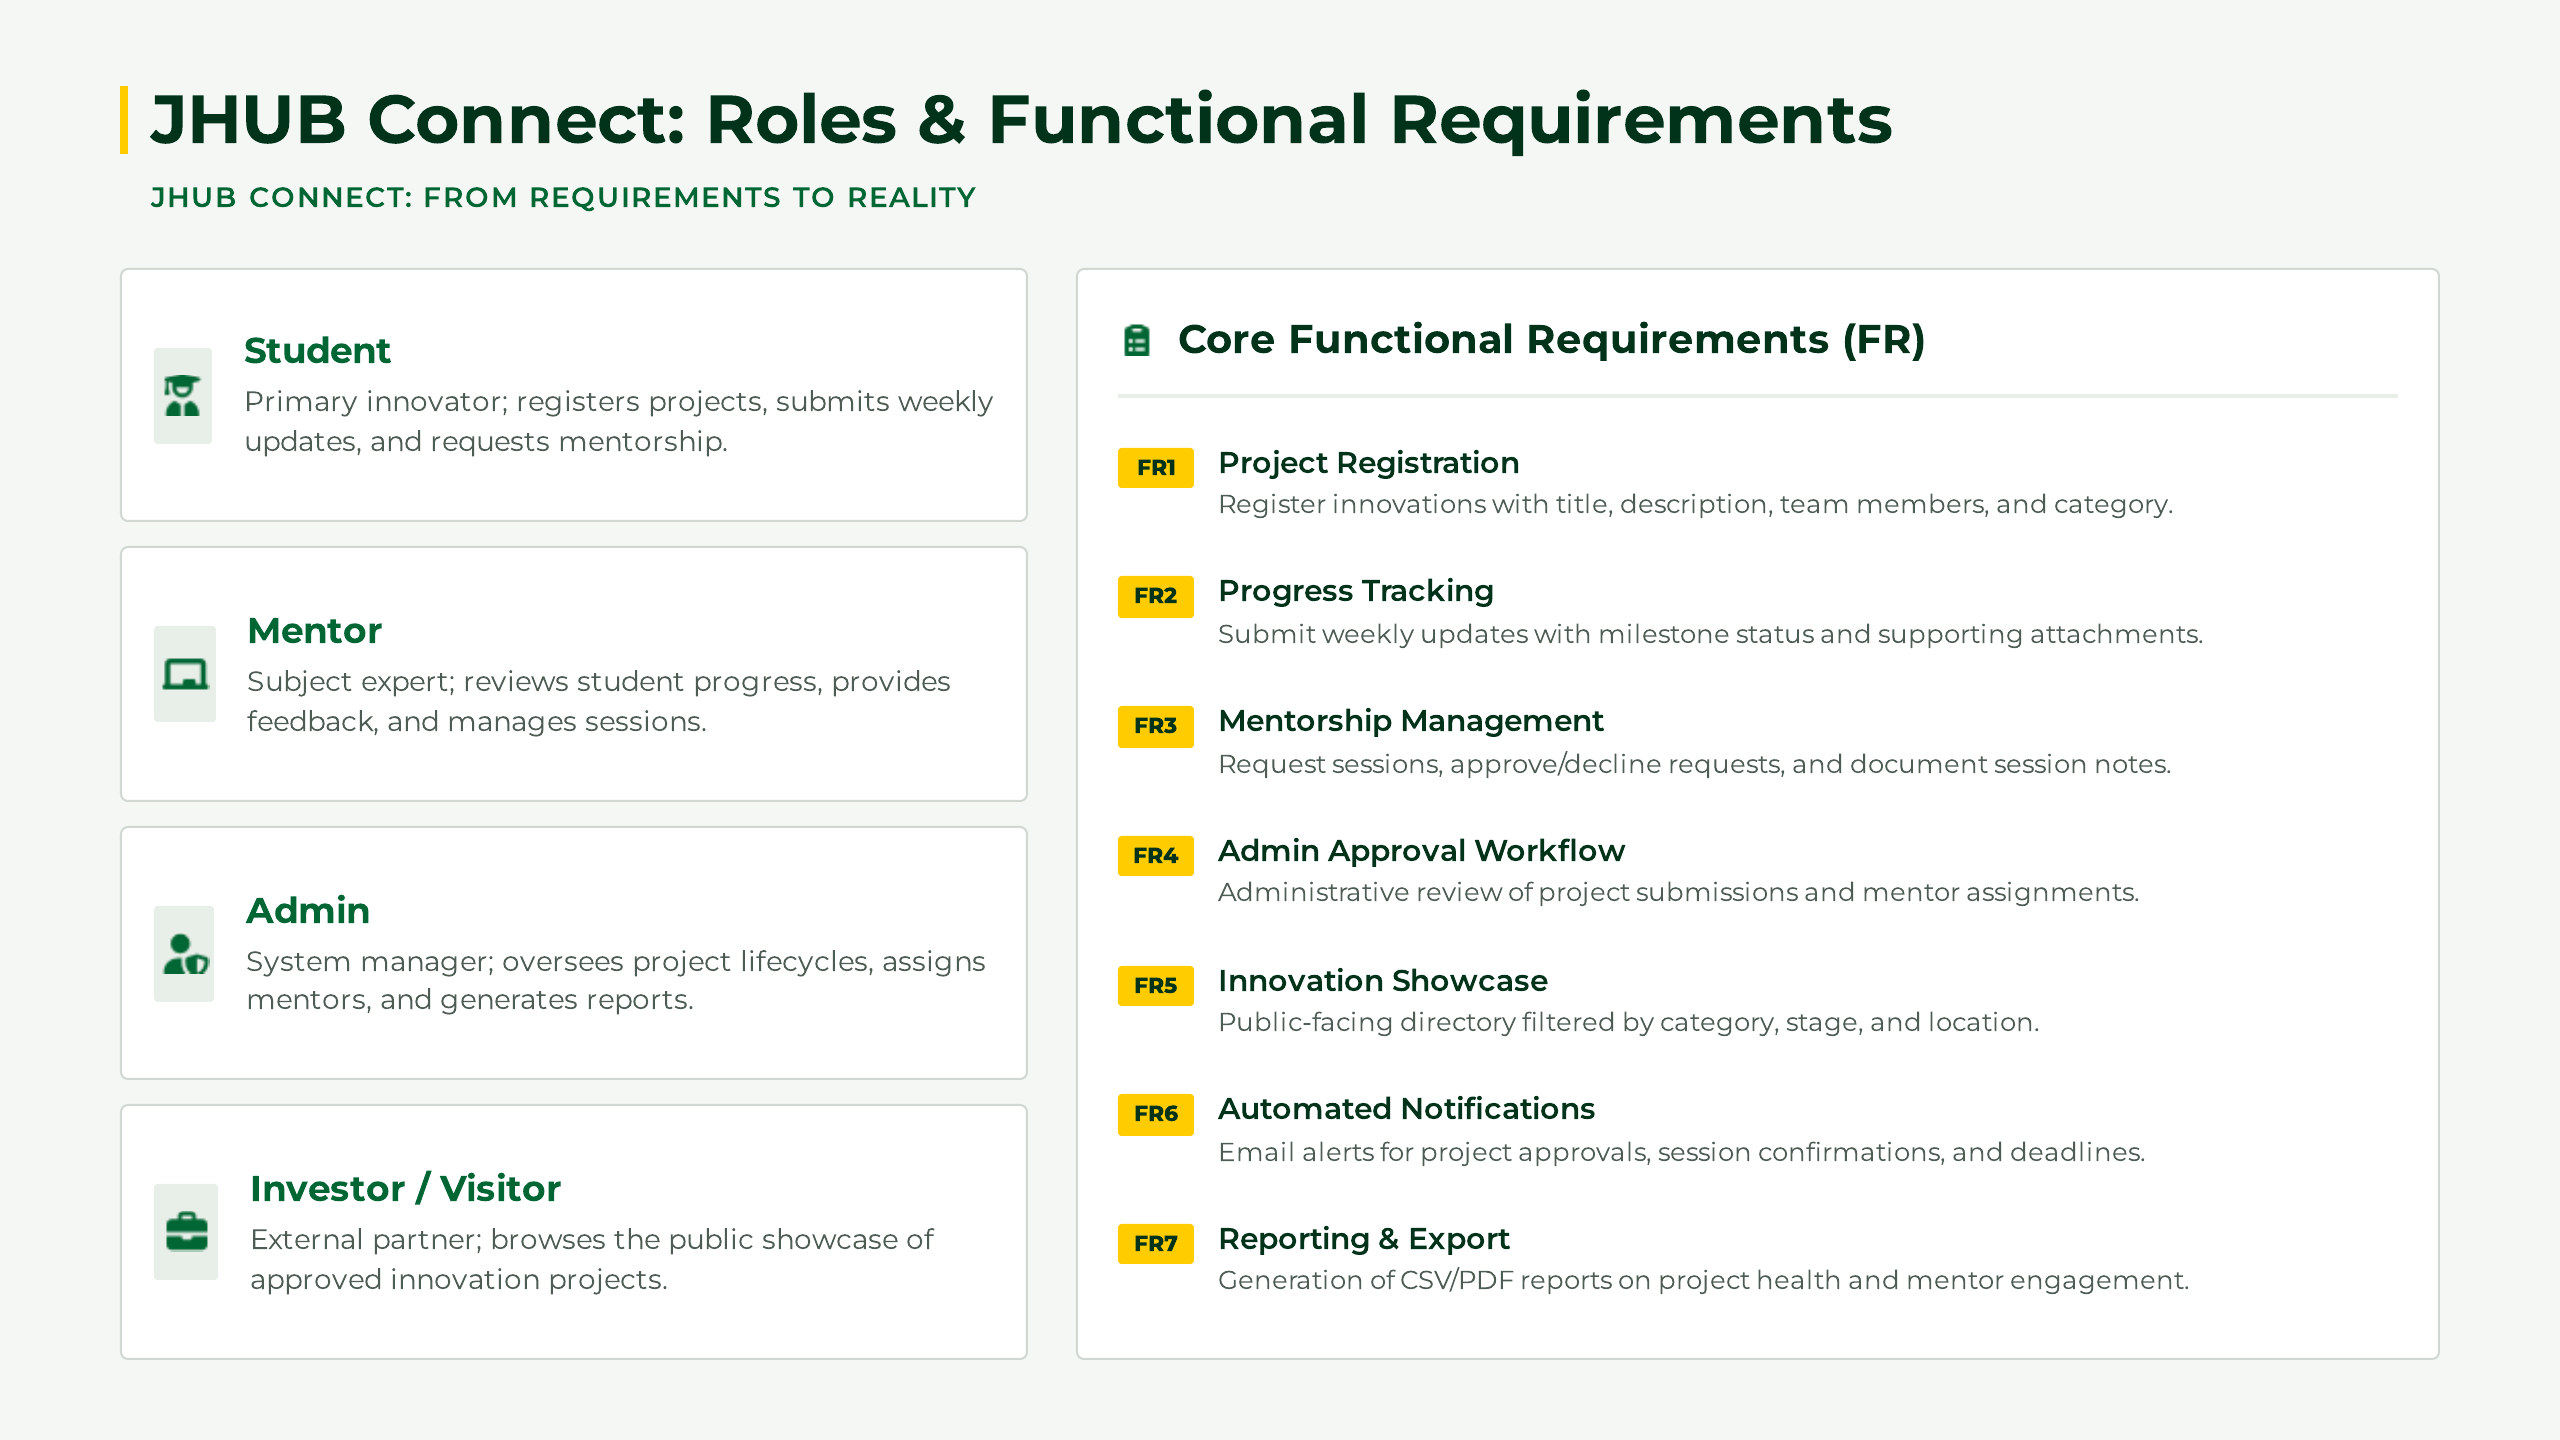 JHUB Connect: Roles & Functional Requirements
JHUB CONNECT: FROM REQUIREMENTS TO REALITY
Student
Primary innovator; registers projects, submits weekly
updates, and requests mentorship.
Mentor
Subject expert; reviews student progress, provides
feedback, and manages sessions.
Admin
System manager; oversees project lifecycles, assigns
mentors, and generates reports.
Investor / Visitor
External partner; browses the public showcase of
approved innovation projects.
Core Functional Requirements (FR)
FR1 Project Registration
Register innovations with title, description, team members, and category.
FR2 Progress Tracking
Submit weekly updates with milestone status and supporting attachments.
FR3 Mentorship Management
Request sessions, approve/decline requests, and document session notes.
FR4 Admin Approval Workflow
Administrative review of project submissions and mentor assignments.
FR5 Innovation Showcase
Public-facing directory filtered by category, stage, and location.
FR6 Automated Notifications
Email alerts for project approvals, session confirmations, and deadlines.
FR7 Reporting & Export
Generation of CSV/PDF reports on project health and mentor engagement.